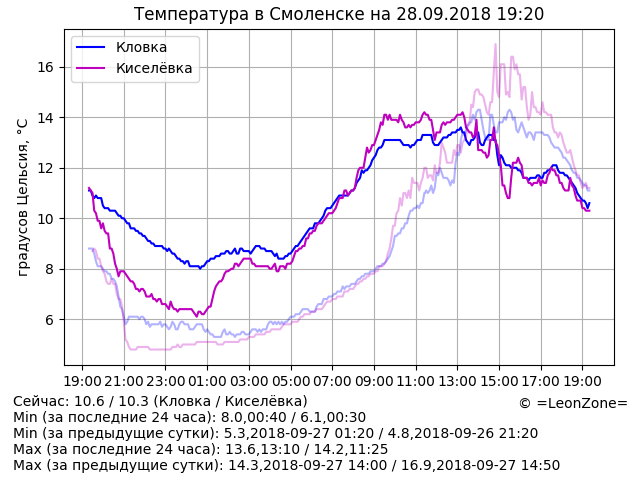 Температура в Смоленске на 28.09.2018 19:20
Кловка
Киселёвка
градусов Цельсия, °C
16
14
12
10
8
6
19:00 21:00 23:00 01:00 03:00 05:00 07:00 09:00 11:00 13:00 15:00 17:00 19:00
Сейчас: 10.6 / 10.3 (Кловка / Киселёвка)
© =LeonZone=
Min (за последние 24 часа): 8.0,00:40 / 6.1,00:30
Min (за предыдущие сутки): 5.3,2018-09-27 01:20 / 4.8,2018-09-26 21:20
Max (за последние 24 часа): 13.6,13:10 / 14.2,11:25
Max (за предыдущие сутки): 14.3,2018-09-27 14:00 / 16.9,2018-09-27 14:50